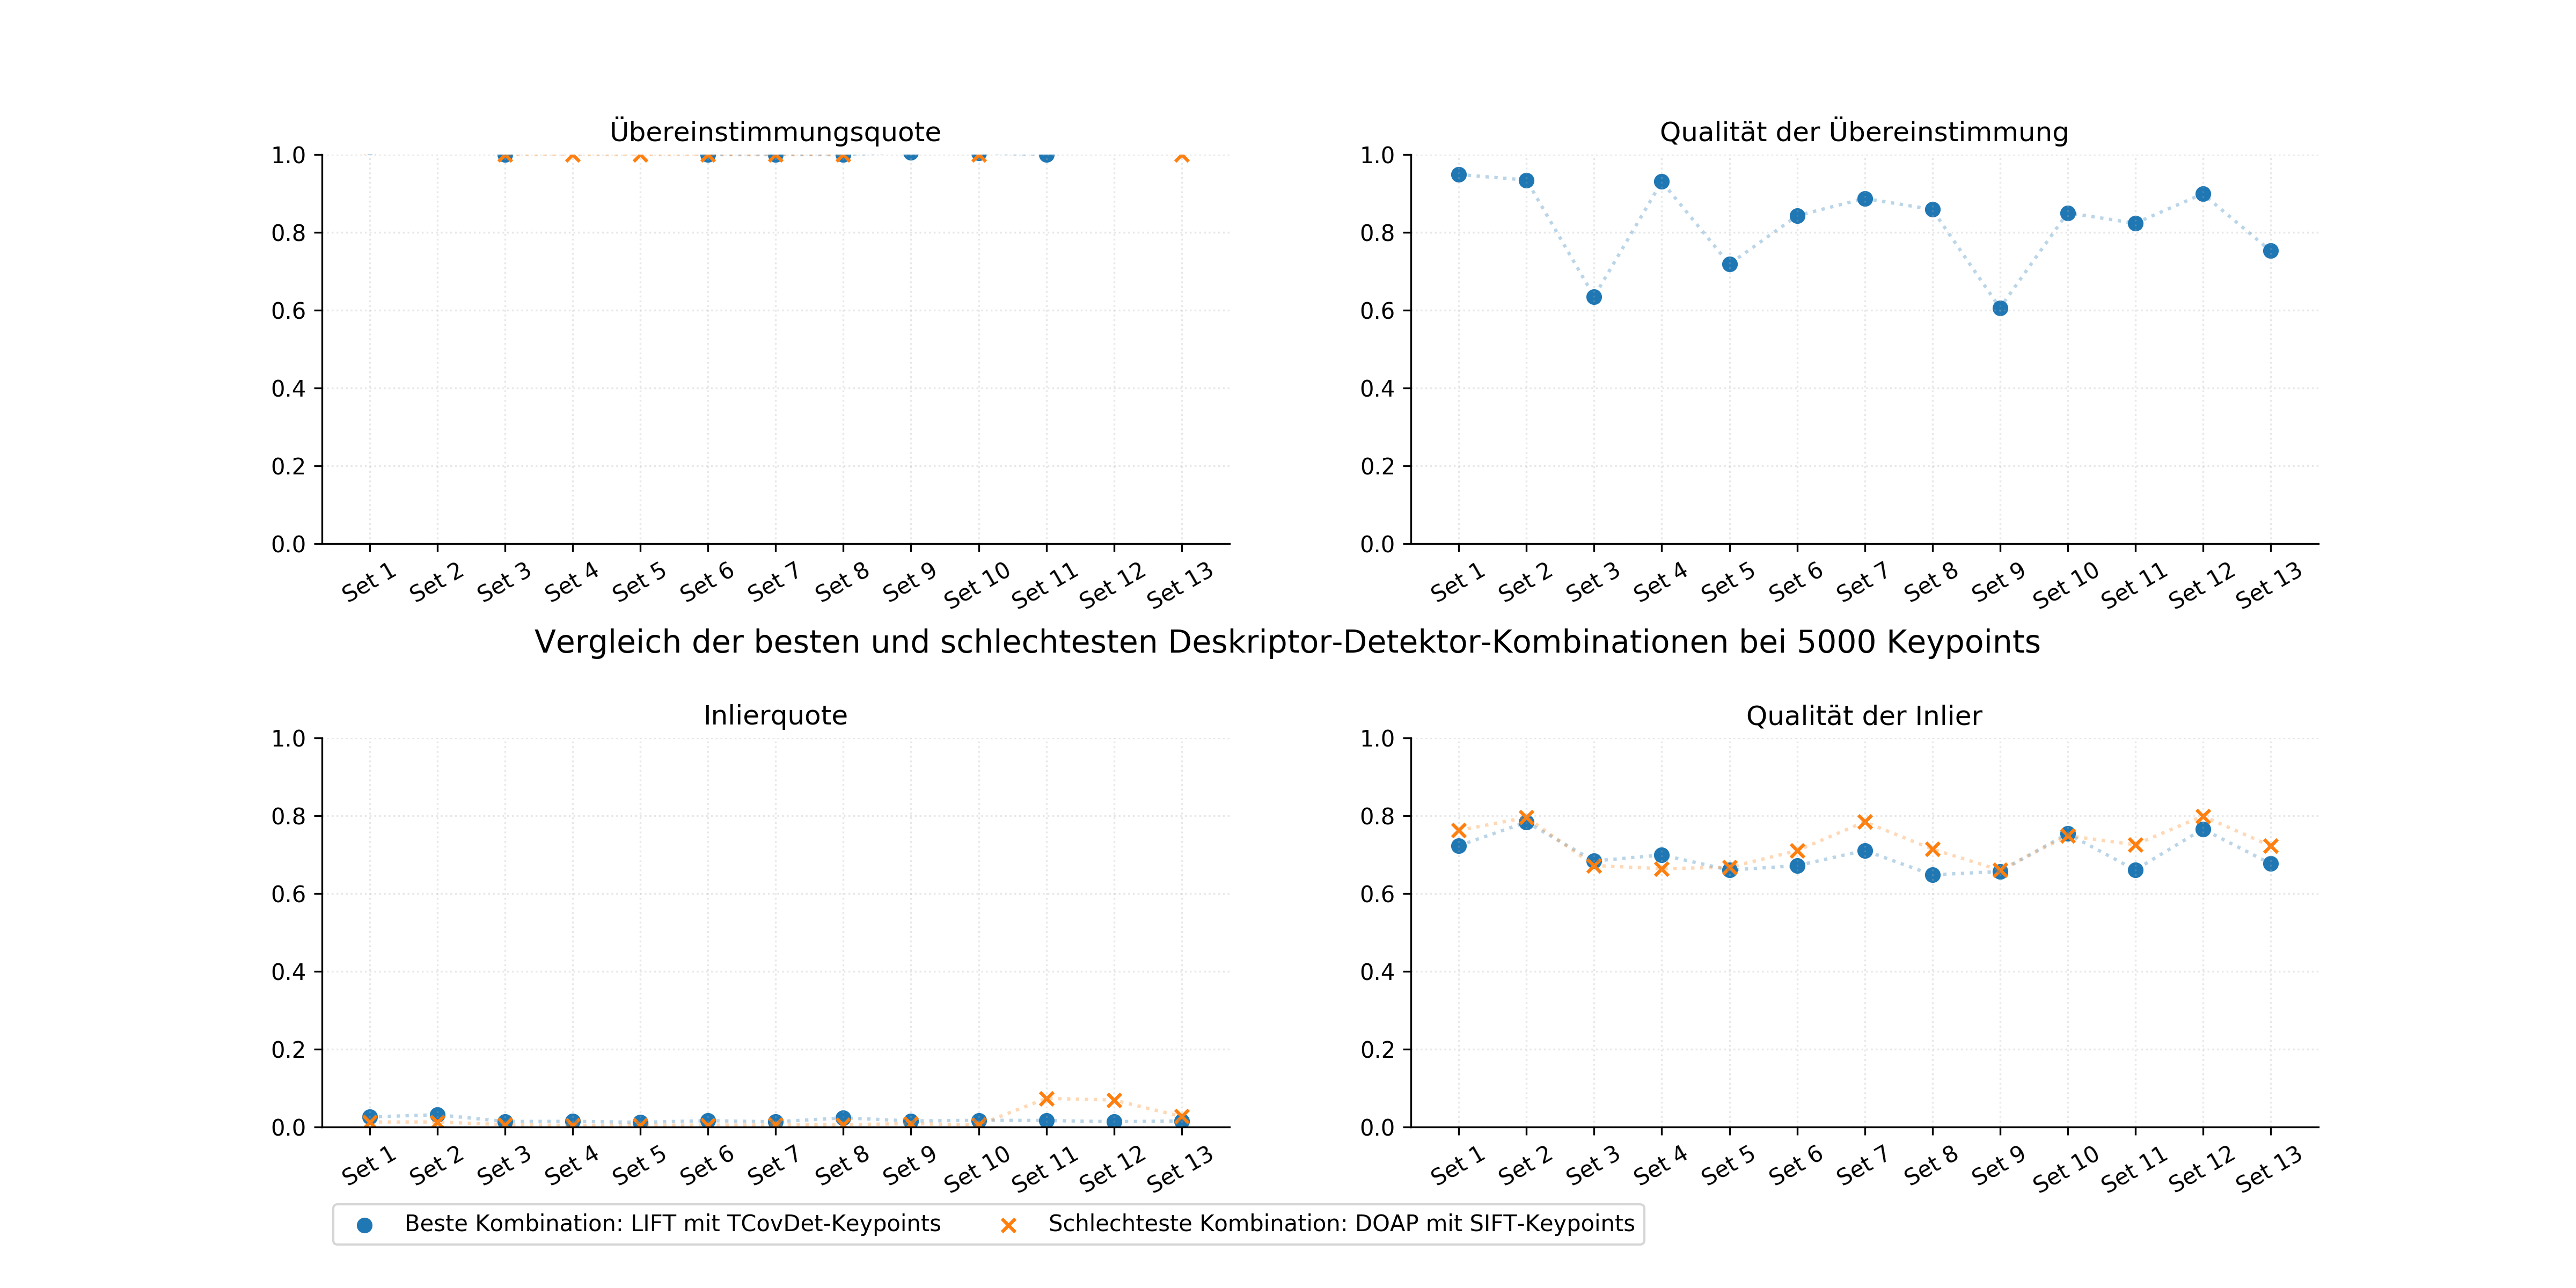 Übereinstimmungsquote
1.0
0.8
0.6
0.4
0.2
0.0
Set 1 Set 2 Set 3 Set 4 Set 5 Set 6 Set 7 Set 8 Set 9 Set 10 Set 11 Set 12 Set 13
Qualität der Übereinstimmung
1.0
0.8
0.6
0.4
0.2
0.0
Set 1 Set 2 Set 3 Set 4 Set 5 Set 6 Set 7 Set 8 Set 9 Set 10 Set 11 Set 12 Set 13
Vergleich der besten und schlechtesten Deskriptor-Detektor-Kombinationen bei 5000 Keypoints
Inlierquote
1.0
0.8
0.6
0.4
0.2
0.0
Set 1 Set 2 Set 3 Set 4 Set 5 Set 6 Set 7 Set 8 Set 9 Set 10 Set 11 Set 12 Set 13
Qualität der Inlier
1.0
0.8
0.6
0.4
0.2
0.0
Set 1 Set 2 Set 3 Set 4 Set 5 Set 6 Set 7 Set 8 Set 9 Set 10 Set 11 Set 12 Set 13
Beste Kombination: LIFT mit TCovDet-Keypoints Schlechteste Kombination: DOAP mit SIFT-Keypoints